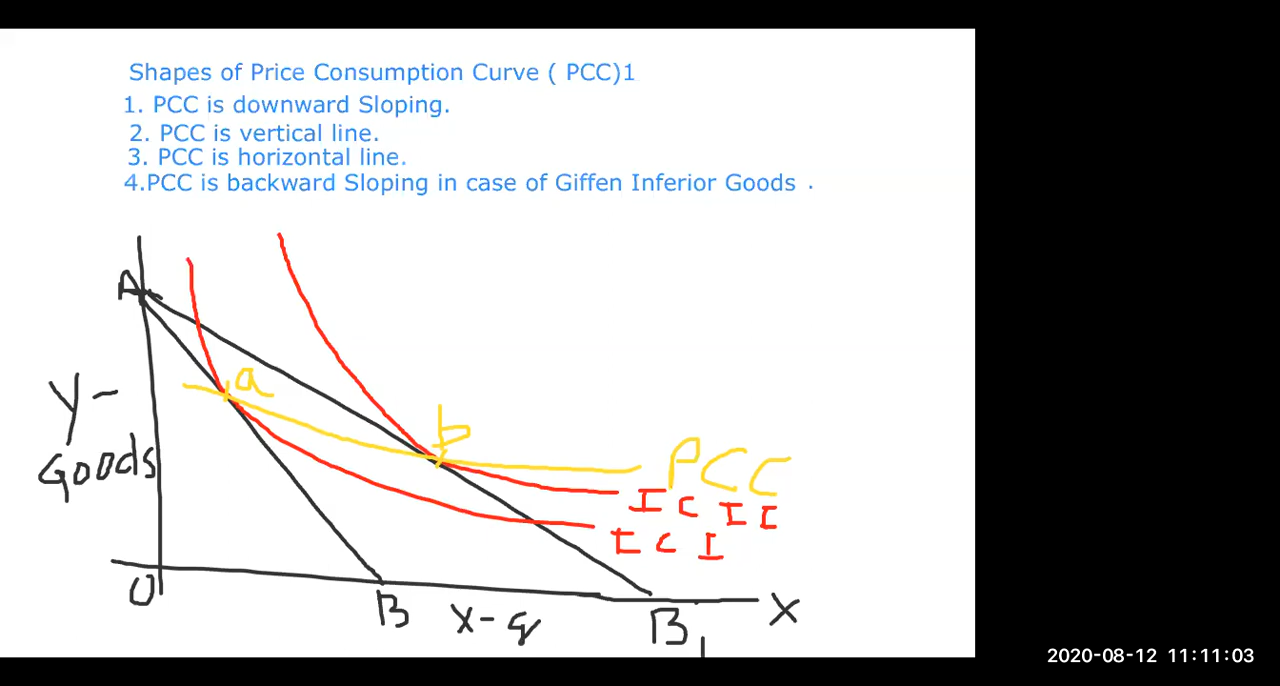 Shapes of Price Consumption Curve ( PCC)1
1. PCC is downward Sloping.
2. PCC is vertical line.
3. PCC is horizontal line.
4.PCC is backward Sloping in case of Giffen Inferior Goods .
A
a
Y-
Goods
b
PCC
IC II
IC I
O
B
X-g
B1
X
2020-08-12 11:11:03